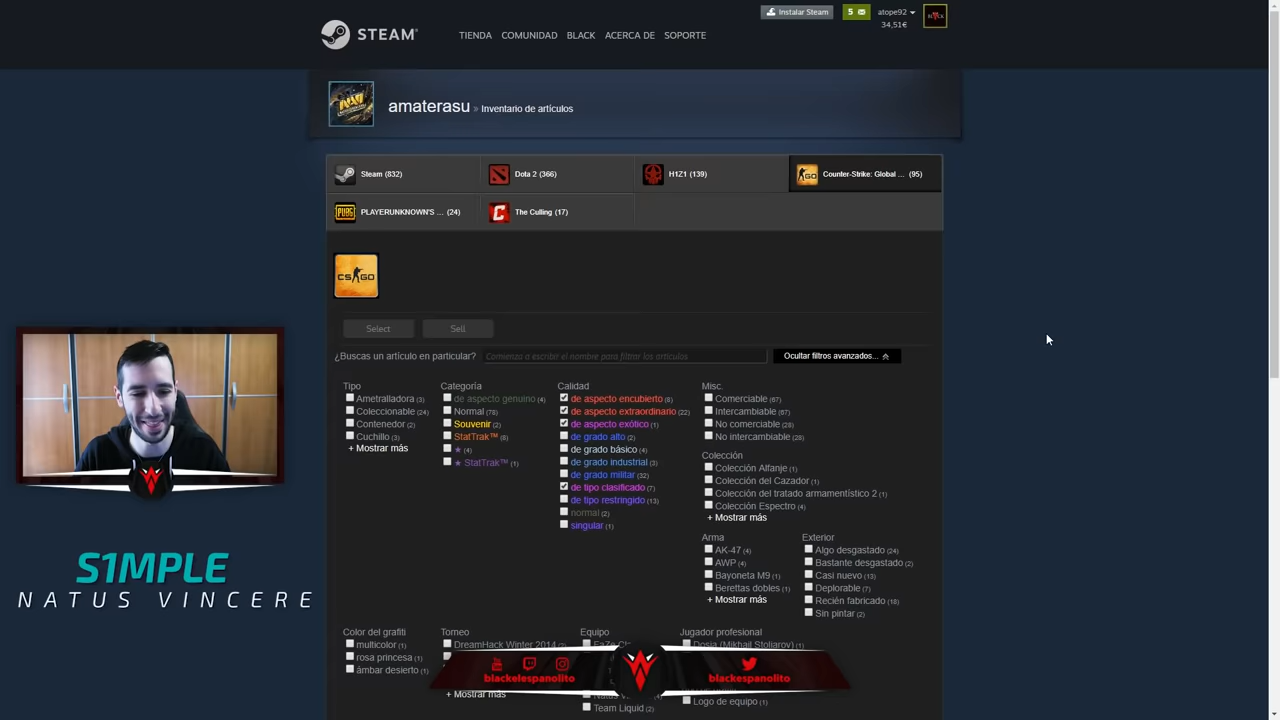 Instalar Steam
5
atope92
34,51€
STEAM
TIENDA
COMUNIDAD
BLACK
ACERCA DE
SOPORTE
amaterasu » Inventario de artículos
Steam (832)
Dota 2 (366)
H1Z1 (139)
Counter-Strike: Global ... (95)
PUBG
PLAYERUNKNOWN'S ... (24)
The Culling (17)
CS GO
Select
Sell
¿Buscas un artículo en particular?
Comienza a escribir el nombre para filtrar los artículos
Ocultar filtros avanzados...
Tipo
Ametralladora (3)
Coleccionable (24)
Contenedor (2)
Cuchillo (3)
+ Mostrar más
Categoría
de aspecto genuino (4)
Normal (78)
Souvenir (2)
StatTrak™ (8)
★ (4)
★ StatTrak™ (1)
Calidad
de aspecto encubierto (6)
de aspecto extraordinario (22)
de aspecto exótico (1)
de grado alto (2)
de grado básico (4)
de grado industrial (3)
de grado militar (32)
de tipo clasificado (7)
de tipo restringido (13)
normal (2)
singular (1)
Misc.
Comerciable (67)
Intercambiable (67)
No comerciable (28)
No intercambiable (28)
Colección
Colección Alfanje (1)
Colección del Cazador (1)
Colección del tratado armamentístico 2 (1)
Colección Espectro (4)
+ Mostrar más
Arma
AK-47 (4)
AWP (4)
Bayoneta M9 (1)
Berettas dobles (1)
+ Mostrar más
Exterior
Algo desgastado (24)
Bastante desgastado (2)
Casi nuevo (13)
Deplorable (7)
Recién fabricado (18)
Sin pintar (2)
Color del grafiti
multicolor (1)
rosa princesa (1)
ámbar desierto (1)
Torneo
DreamHack Winter 2014
+ Mostrar más
Equipo
Team Liquid (2)
Jugador profesional
Dosia (Mikhail Stoliarov) (1)
Logo de equipo (1)
S1MPLE
NATUS VINCERE
blackelespanolito
blackespanolito